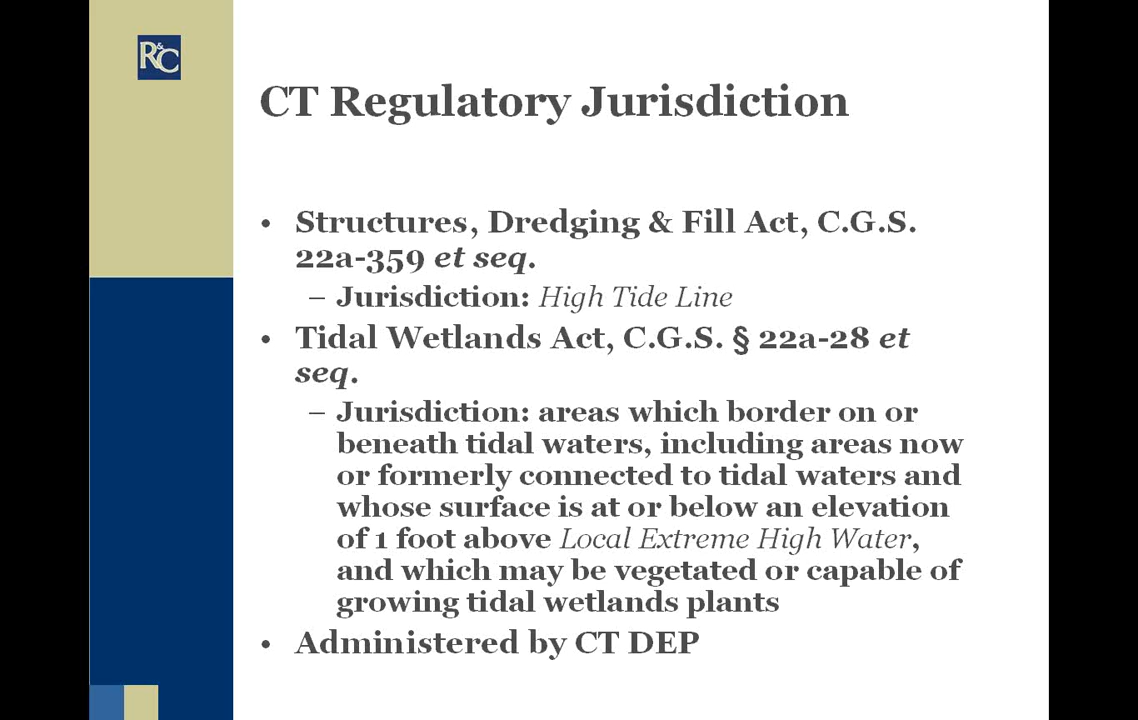 R&C
CT Regulatory Jurisdiction
• Structures, Dredging & Fill Act, C.G.S.
22a-359 et seq.
– Jurisdiction: High Tide Line
• Tidal Wetlands Act, C.G.S. § 22a-28 et
seq.
– Jurisdiction: areas which border on or
beneath tidal waters, including areas now
or formerly connected to tidal waters and
whose surface is at or below an elevation
of 1 foot above Local Extreme High Water,
and which may be vegetated or capable of
growing tidal wetlands plants
• Administered by CT DEP